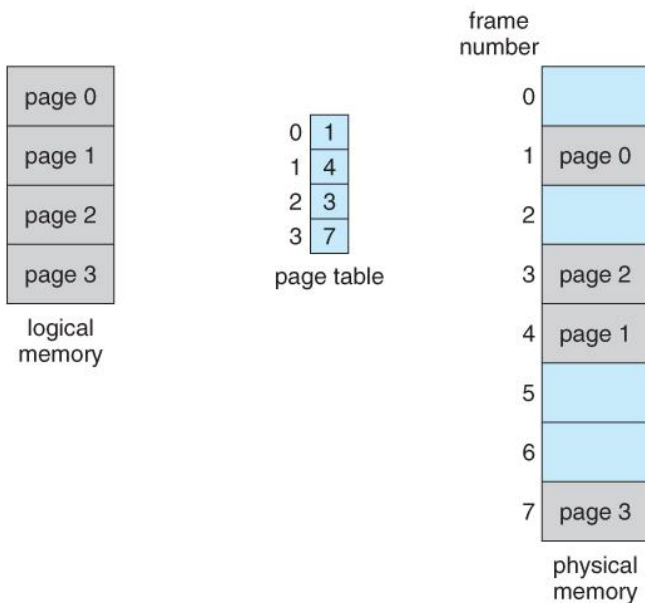 page 0
page 1
page 2
page 3
logical
memory
0 1
1 4
2 3
3 7
page table
frame
number
0
1 page 0
2
3 page 2
4 page 1
5
6
7 page 3
physical
memory